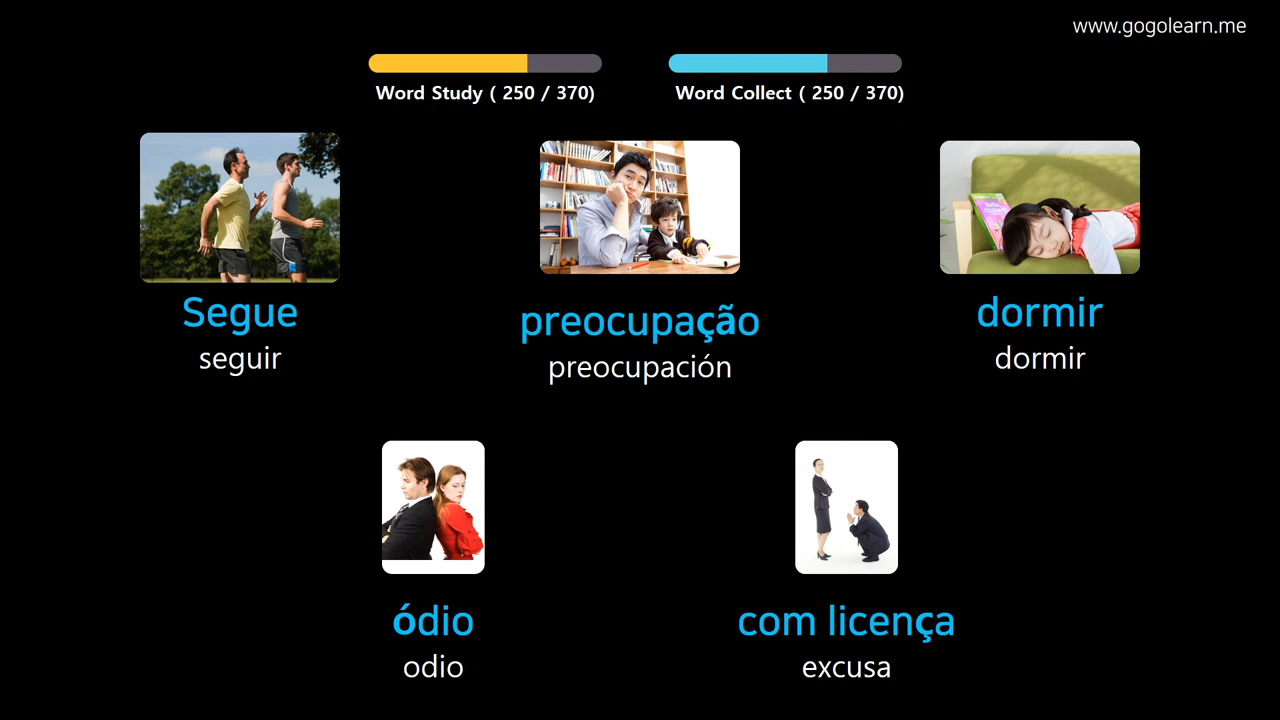 www.gogolearn.me
Word Study ( 250 / 370)
Word Collect ( 250 / 370)
Segue
seguir
preocupação
preocupación
dormir
dormir
ódio
odio
com licença
excusa